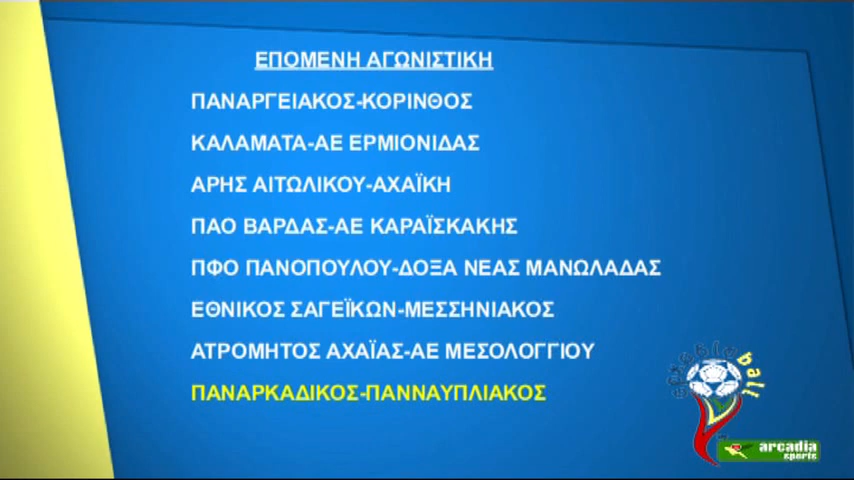 ΕΠΟΜΕΝΗ ΑΓΩΝΙΣΤΙΚΗ
ΠΑΝΑΡΓΕΙΑΚΟΣ-ΚΟΡΙΝΘΟΣ
ΚΑΛΑΜΑΤΑ-ΑΕ ΕΡΜΙΟΝΙΔΑΣ
ΑΡΗΣ ΑΙΤΩΛΙΚΟΥ-ΑΧΑΪΚΗ
ΠΑΟ ΒΑΡΔΑΣ-ΑΕ ΚΑΡΑΪΣΚΑΚΗΣ
ΠΦΟ ΠΑΝΟΠΟΥΛΟΥ-ΔΟΞΑ ΝΕΑΣ ΜΑΝΩΛΑΔΑΣ
ΕΘΝΙΚΟΣ ΣΑΓΕΪΚΩΝ-ΜΕΣΣΗΝΙΑΚΟΣ
ΑΤΡΟΜΗΤΟΣ ΑΧΑΪΑΣ-ΑΕ ΜΕΣΟΛΟΓΓΙΟΥ
ΠΑΝΑΡΚΑΔΙΚΟΣ-ΠΑΝΝΑΥΠΛΙΑΚΟΣ
ball
arcadia
sports